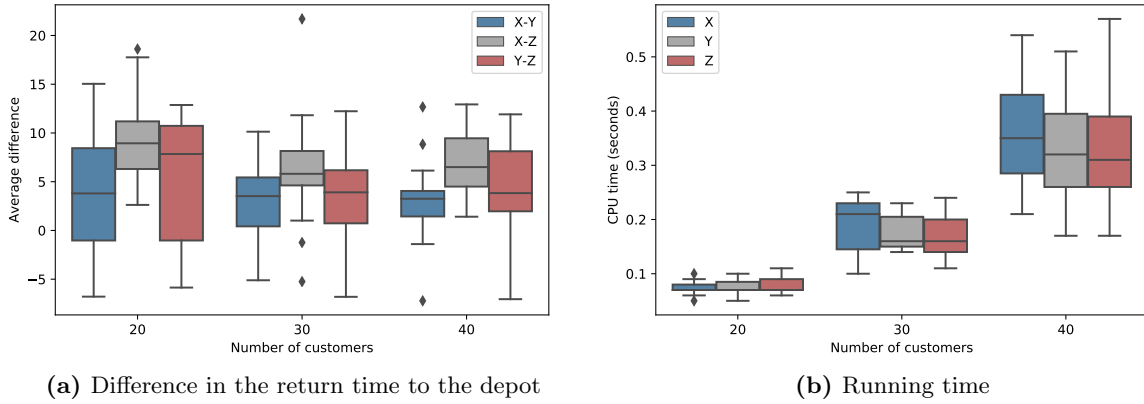 X-Y
X-Z
Y-Z
20
15
10
5
0
−5
Average difference
20
30
40
Number of customers
(a) Difference in the return time to the depot
X
Y
Z
0.5
0.4
0.3
0.2
0.1
CPU time (seconds)
20
30
40
Number of customers
(b) Running time